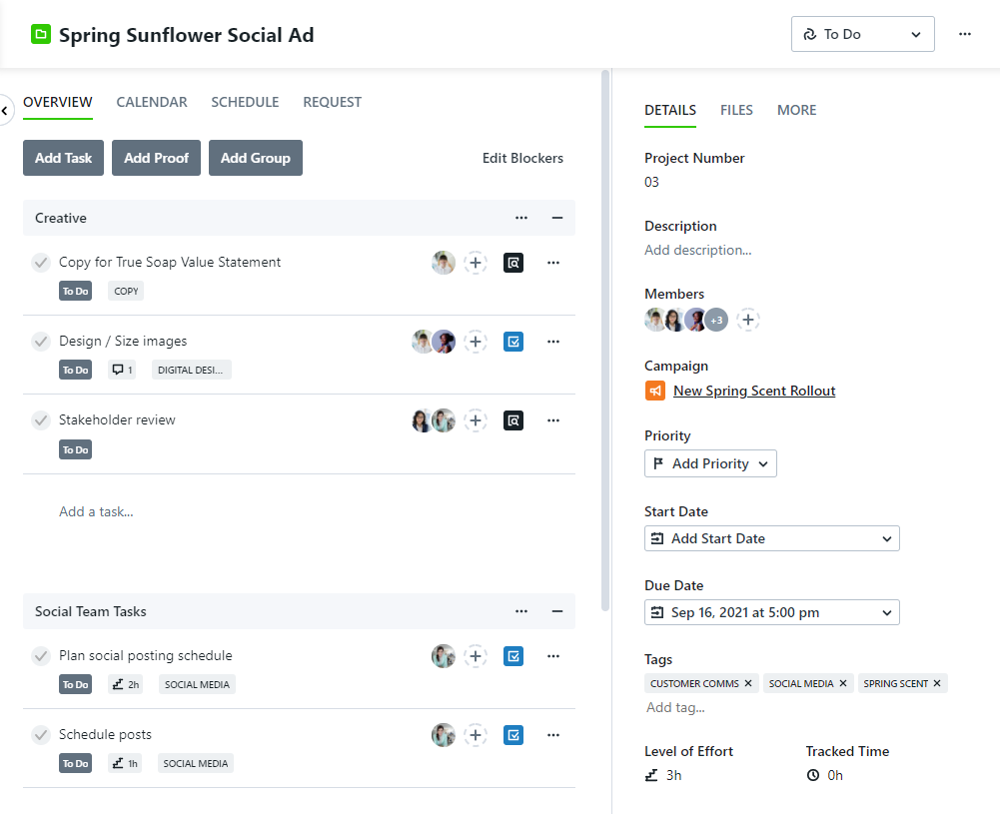 Spring Sunflower Social Ad
To Do
OVERVIEW CALENDAR SCHEDULE REQUEST
Add Task Add Proof Add Group Edit Blockers
Creative
Copy for True Soap Value Statement
To Do COPY
Design / Size images
To Do 1 DIGITAL DESI...
Stakeholder review
To Do
Add a task...
Social Team Tasks
Plan social posting schedule
To Do 2h SOCIAL MEDIA
Schedule posts
To Do 1h SOCIAL MEDIA
DETAILS FILES MORE
Project Number
03
Description
Add description...
Members
+3
Campaign
New Spring Scent Rollout
Priority
Add Priority
Start Date
Add Start Date
Due Date
Sep 16, 2021 at 5:00 pm
Tags
CUSTOMER COMMS SOCIAL MEDIA SPRING SCENT
Add tag...
Level of Effort Tracked Time
3h 0h